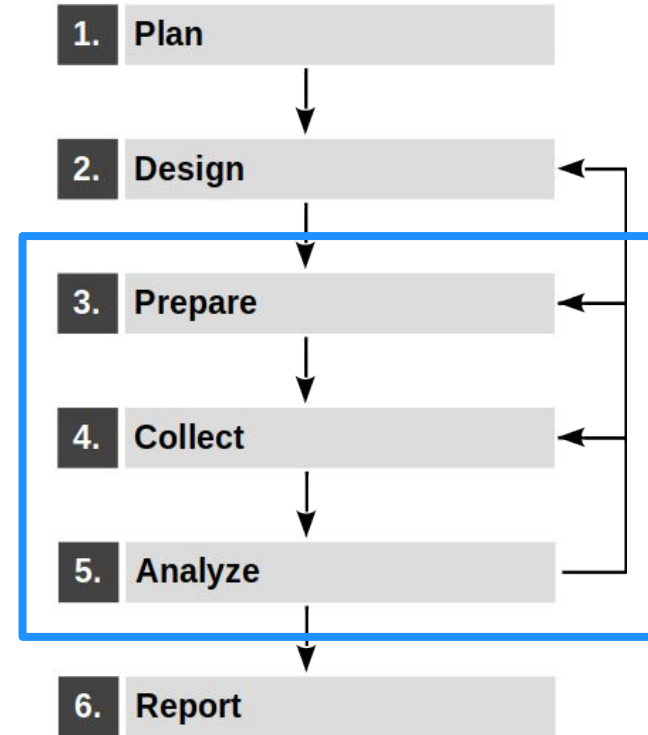 1. Plan
2. Design
3. Prepare
4. Collect
5. Analyze
6. Report